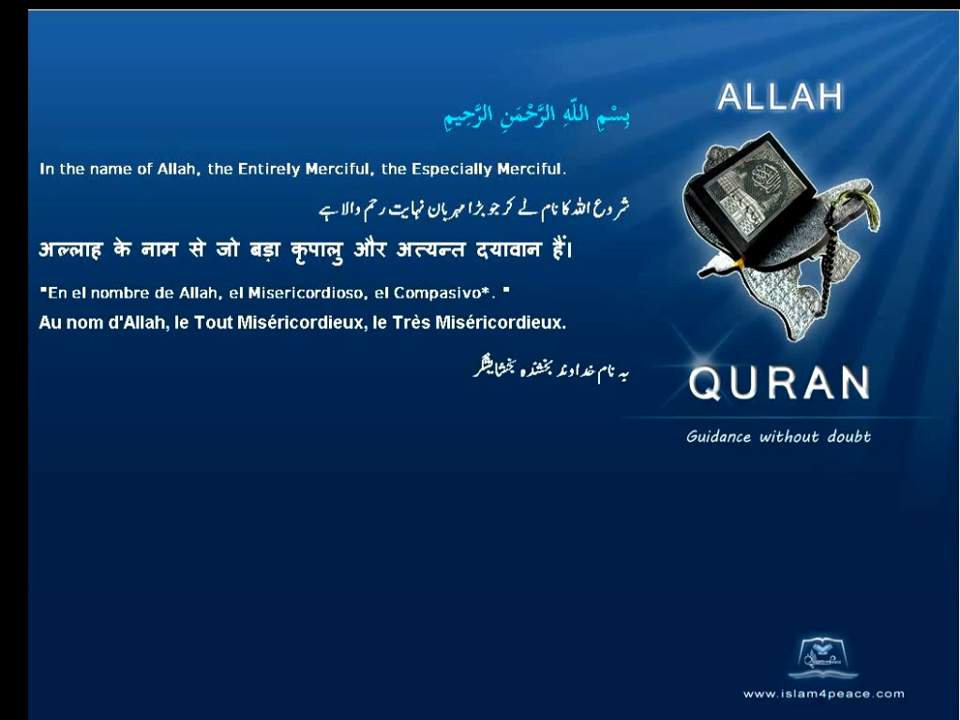 بِسْمِ اللّهِ الرَّحْمَنِ الرَّحِيمِ
In the name of Allah, the Entirely Merciful, the Especially Merciful.
شروع اللہ کا نام لے کر جو بڑا مہربان نہایت رحم والا ہے
अल्लाह के नाम से जो बड़ा कृपालु और अत्यन्त दयावान हैं।
"En el nombre de Allah, el Misericordioso, el Compasivo*. "
Au nom d'Allah, le Tout Miséricordieux, le Très Miséricordieux.
به نام خداوند بخشنده بخشایشگر
ALLAH
QURAN
Guidance without doubt
www.islam4peace.com